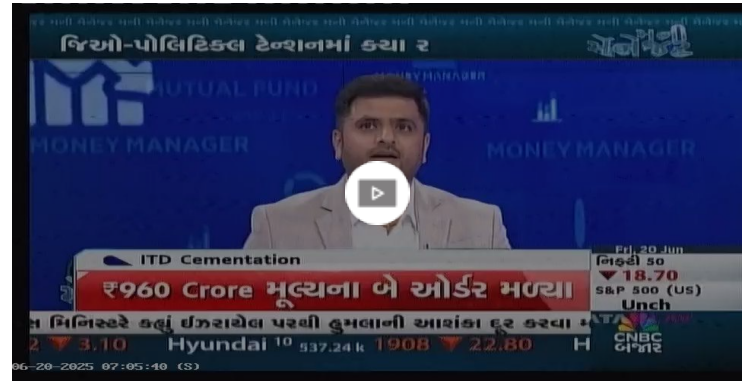 જિઓ-પોલિટિકલ ટેન્શનમાં કયા ર
મની મેનેજર
MUTUAL FUND
MONEY MANAGER
MONEY MANAGER
MONEY MANAGER
ITD Cementation
₹960 Crore મૂલ્યના બે ઓર્ડર મળ્યા
Fri, 20 Jun
નિફ્ટી 50
▼ 18.70
S&P 500 (US)
Unch
સ મિનિસ્ટરે કહ્યું ઈઝરાયેલ પરથી હુમલાની આશંકા દૂર કરવા મ
2 ▼ 3.10 Hyundai 10 537.24 k 1908 ▼ 22.80 H
CNBC
બજાર
06-20-2025 07:05:40 (S)